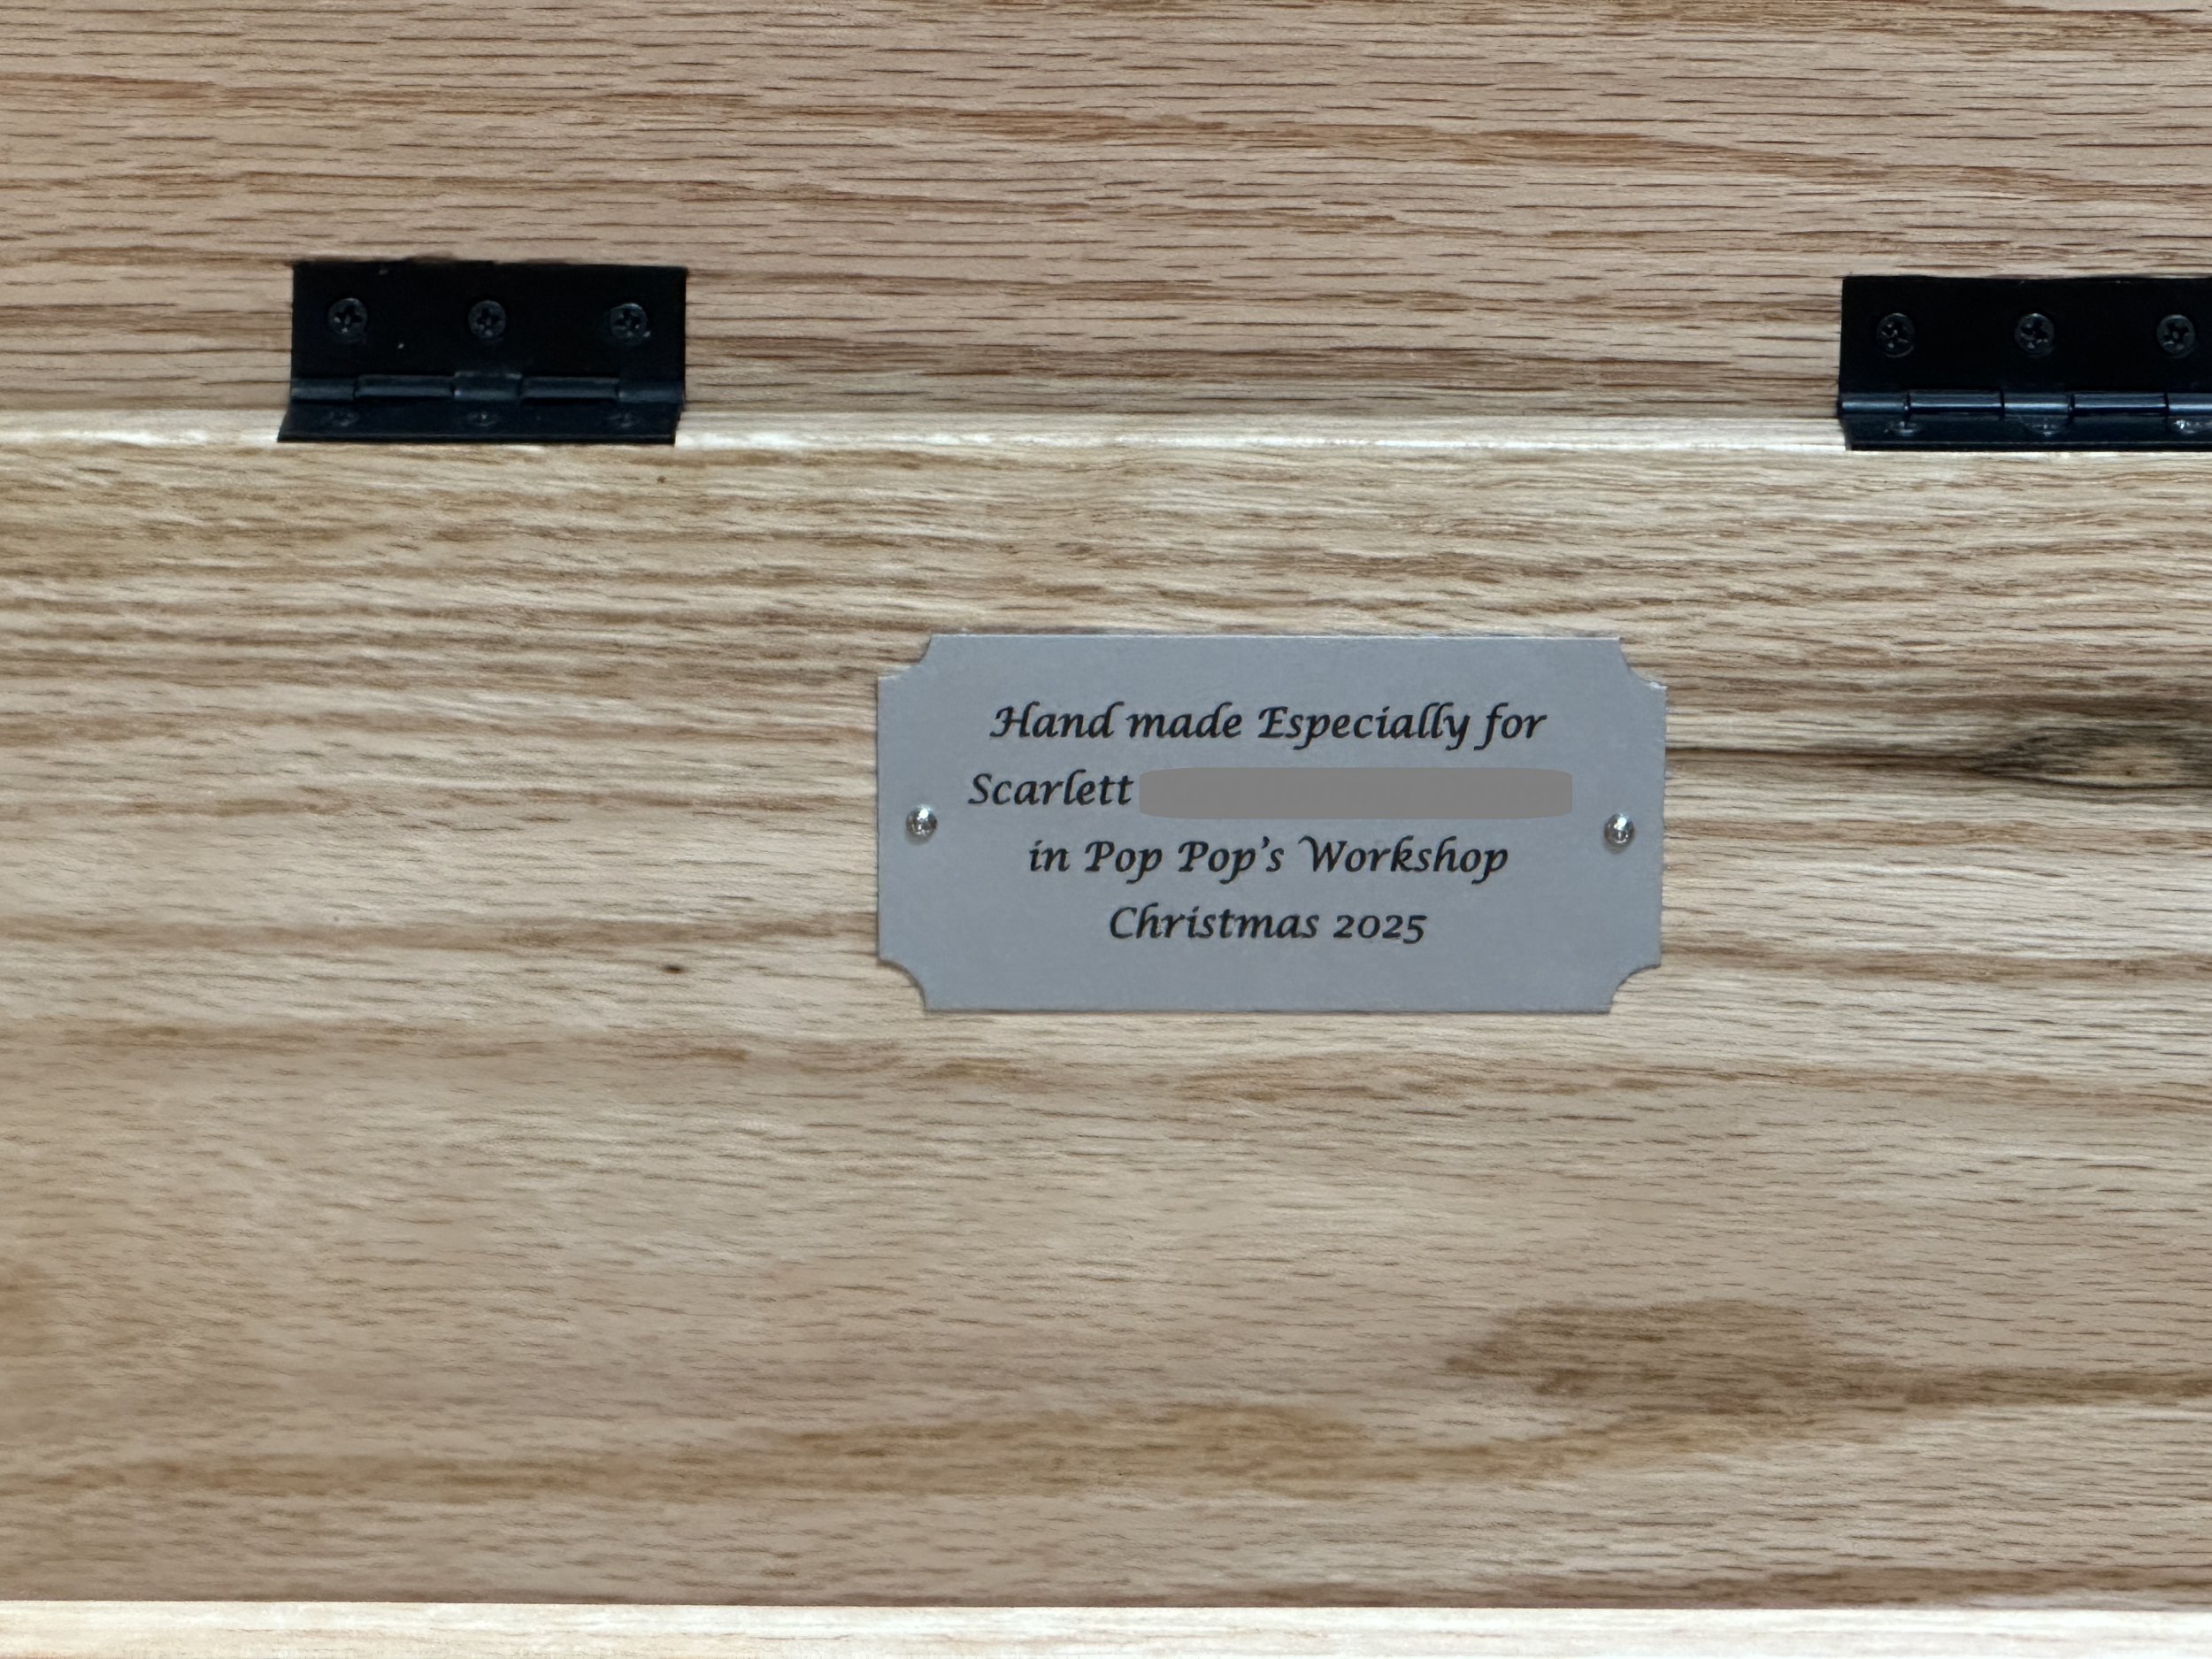 Hand made Especially for
Scarlett
in Pop Pop's Workshop
Christmas 2025